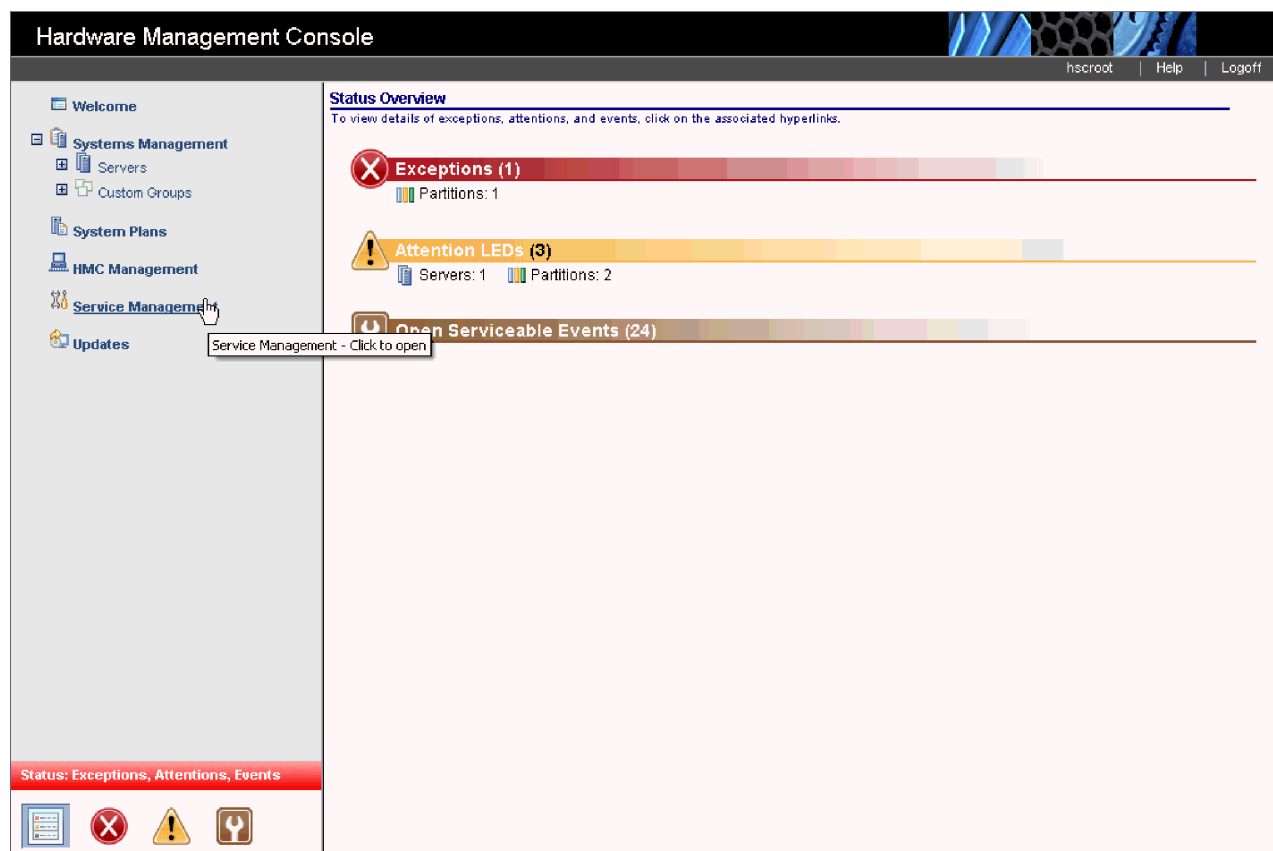 Hardware Management Console
hscroot | Help | Logoff
Welcome
Systems Management
Servers
Custom Groups
System Plans
HMC Management
Service Management
Updates
Service Management - Click to open
Status Overview
To view details of exceptions, attentions, and events, click on the associated hyperlinks.
Exceptions (1)
Partitions: 1
Attention LEDs (3)
Servers: 1 Partitions: 2
Open Serviceable Events (24)
Status: Exceptions, Attentions, Events